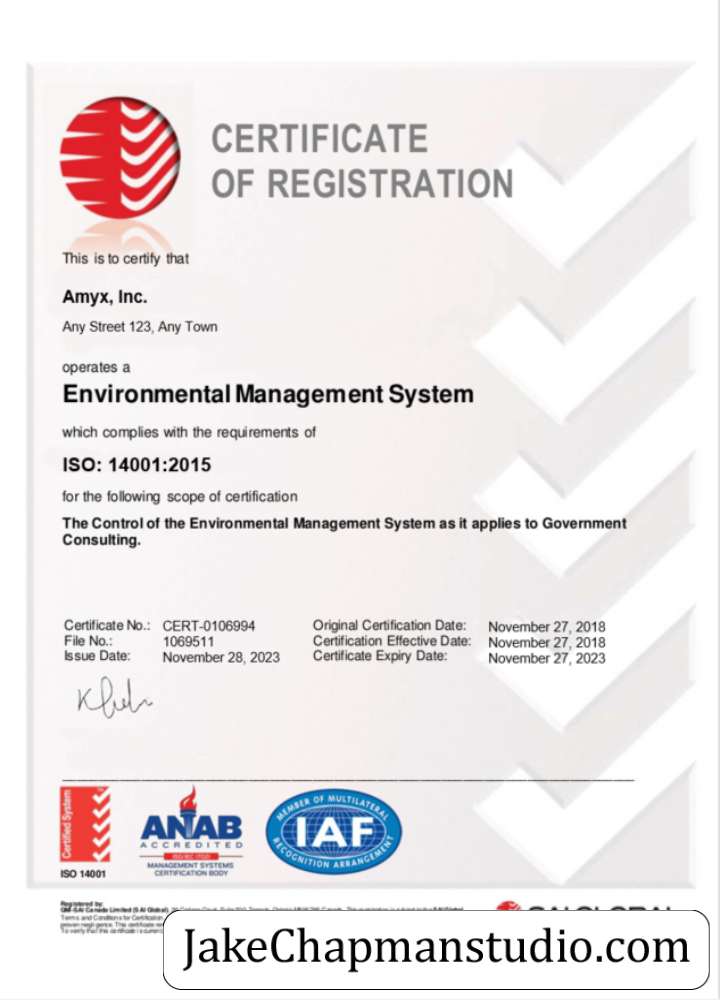 CERTIFICATE
OF REGISTRATION
This is to certify that
Amyx, Inc.
Any Street 123, Any Town
operates a
Environmental Management System
which complies with the requirements of
ISO: 14001:2015
for the following scope of certification
The Control of the Environmental Management System as it applies to Government
Consulting.
Certificate No.: CERT-0106994
File No.: 1069511
Issue Date: November 28, 2023
Original Certification Date: November 27, 2018
Certification Effective Date: November 27, 2018
Certificate Expiry Date: November 27, 2023
Certified System
ISO 14001
ANAB
ACCREDITED
ISO/IEC 17021
MANAGEMENT SYSTEMS
CERTIFICATION BODY
MEMBER OF MULTILATERAL
IAF
RECOGNITION ARRANGEMENT
Registered by:
Terms and Conditions for Certification
JakeChapmanstudio.com